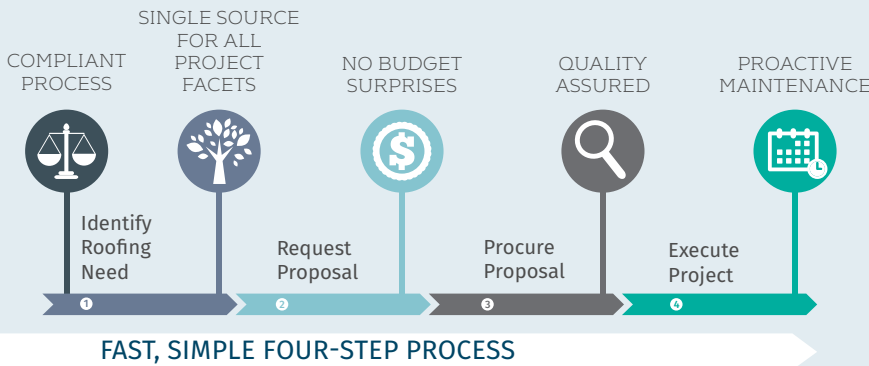 COMPLIANT
PROCESS
SINGLE SOURCE
FOR ALL
PROJECT
FACETS
NO BUDGET
SURPRISES
QUALITY
ASSURED
PROACTIVE
MAINTENANCE
$
Identify
Roofing
Need
Request
Proposal
Procure
Proposal
Execute
Project
1
2
3
4
FAST, SIMPLE FOUR-STEP PROCESS